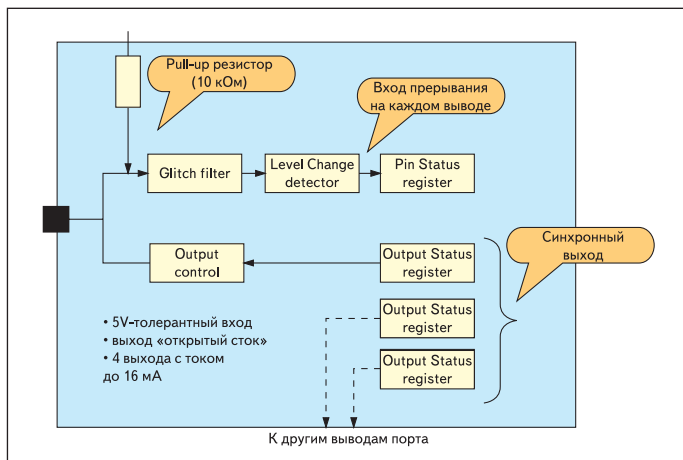 Pull-up резистор
(10 кОм)
Вход прерывания
на каждом выводе
Glitch filter
Level Change
detector
Pin Status
register
Синхронный
выход
Output
control
Output Status
register
Output Status
register
Output Status
register
• 5V-толерантный вход
• выход «открытый сток»
• 4 выхода с током
до 16 мА
К другим выводам порта